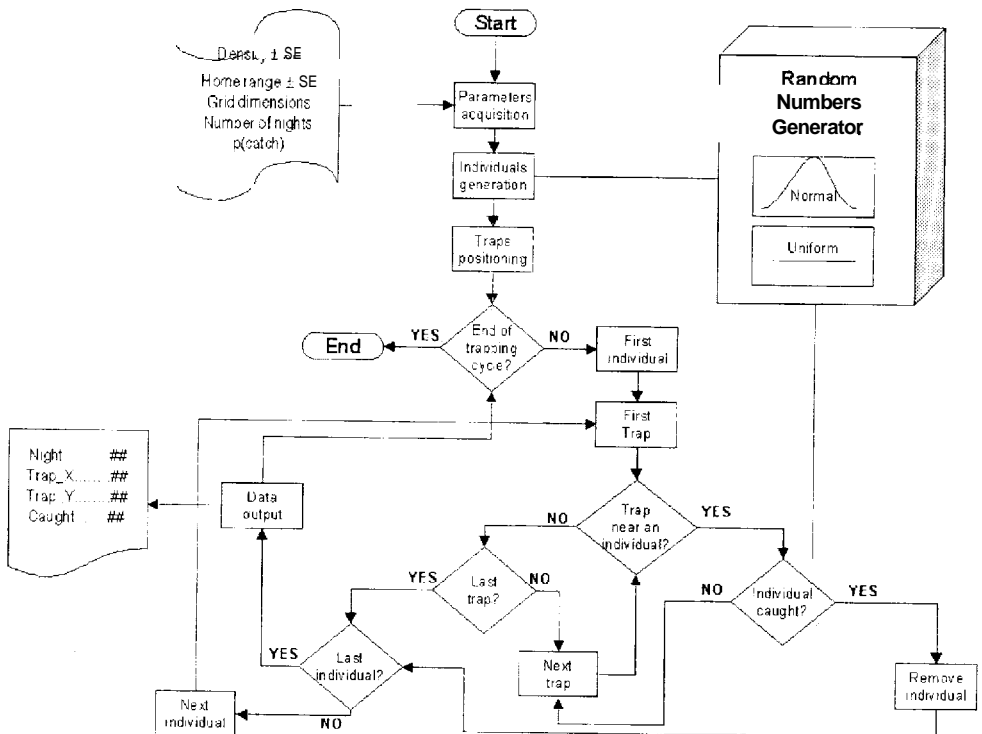 Start
± SE
Home range ± SE
Grid dimensions
Number of nights
p(catch)
Parameters
acquisition
Random
Numbers
Generator
Normal
Uniform
Individuals
generation
Traps
positioning
End
YES
End of
trapping
cycle?
NO
First
individual
First
Trap
Night ##
Trap_X........##
Trap_Y........##
Caught ##
Data
output
NO
Trap
near an
individual?
YES
YES
Last
trap?
NO
NO
Individual
caught?
YES
YES
Last
individual?
NO
Next
trap
Remove
individual
Next
individual